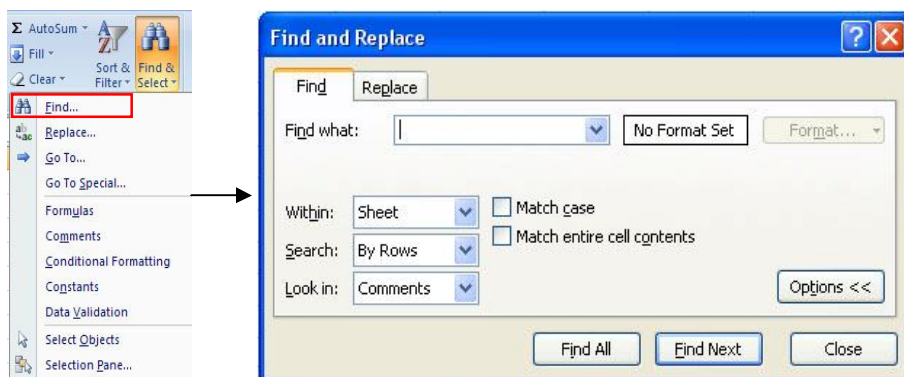 Σ AutoSum
Fill
Clear
Sort & Filter
Find & Select
Find...
Replace...
Go To...
Go To Special...
Formulas
Comments
Conditional Formatting
Constants
Data Validation
Select Objects
Selection Pane...
Find and Replace
Find
Replace
Find what:
No Format Set
Format...
Within: Sheet
Match case
Match entire cell contents
Search: By Rows
Look in: Comments
Options <<
Find All
Find Next
Close